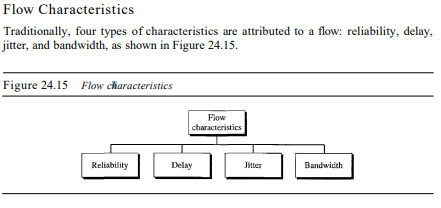 Flow Characteristics
Traditionally, four types of characteristics are attributed to a flow: reliability, delay,
jitter, and bandwidth, as shown in Figure 24.15.
Figure 24.15 Flow characteristics
Flow
characteristics
Reliability Delay Jitter Bandwidth